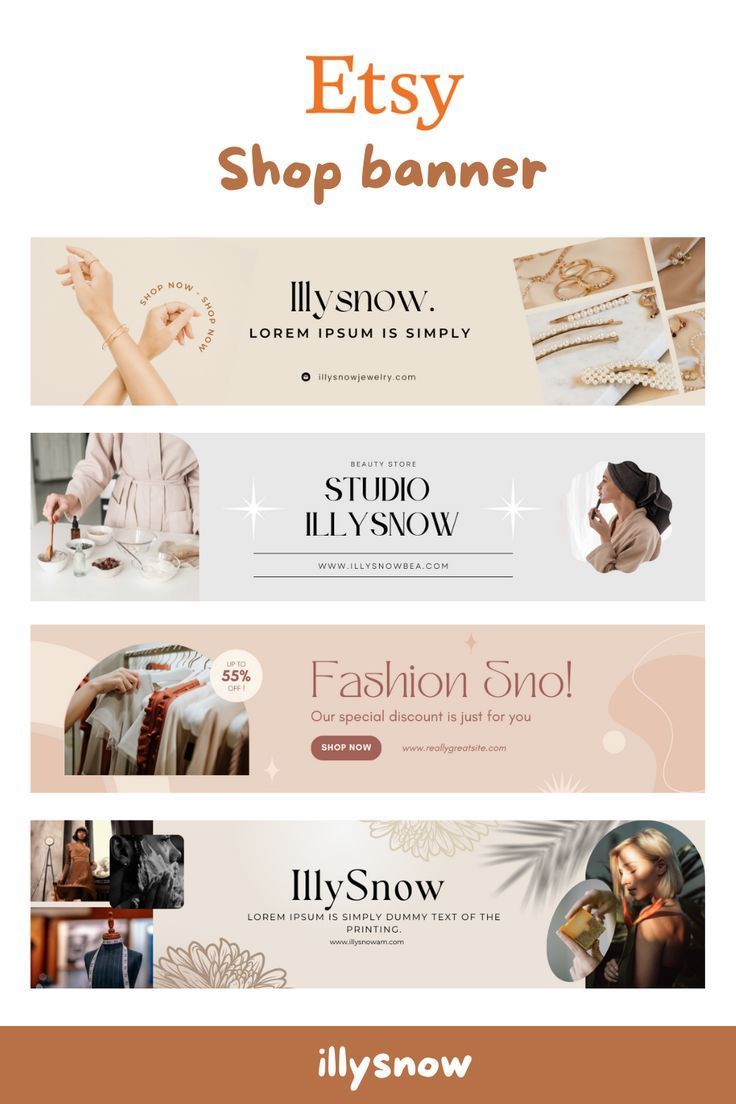 Etsy
Shop banner
SHOP NOW - SHOP NOW
Illysnow.
LOREM IPSUM IS SIMPLY
illysnowjewelry.com
BEAUTY STORE
STUDIO
ILLYSNOW
WWW.ILLYSNOWBEA.COM
UP TO
55%
OFF !
Fashion Sno!
Our special discount is just for you
SHOP NOW
www.reallygreatsite.com
IllySnow
LOREM IPSUM IS SIMPLY DUMMY TEXT OF THE
PRINTING.
www.illysnowam.com
illysnow